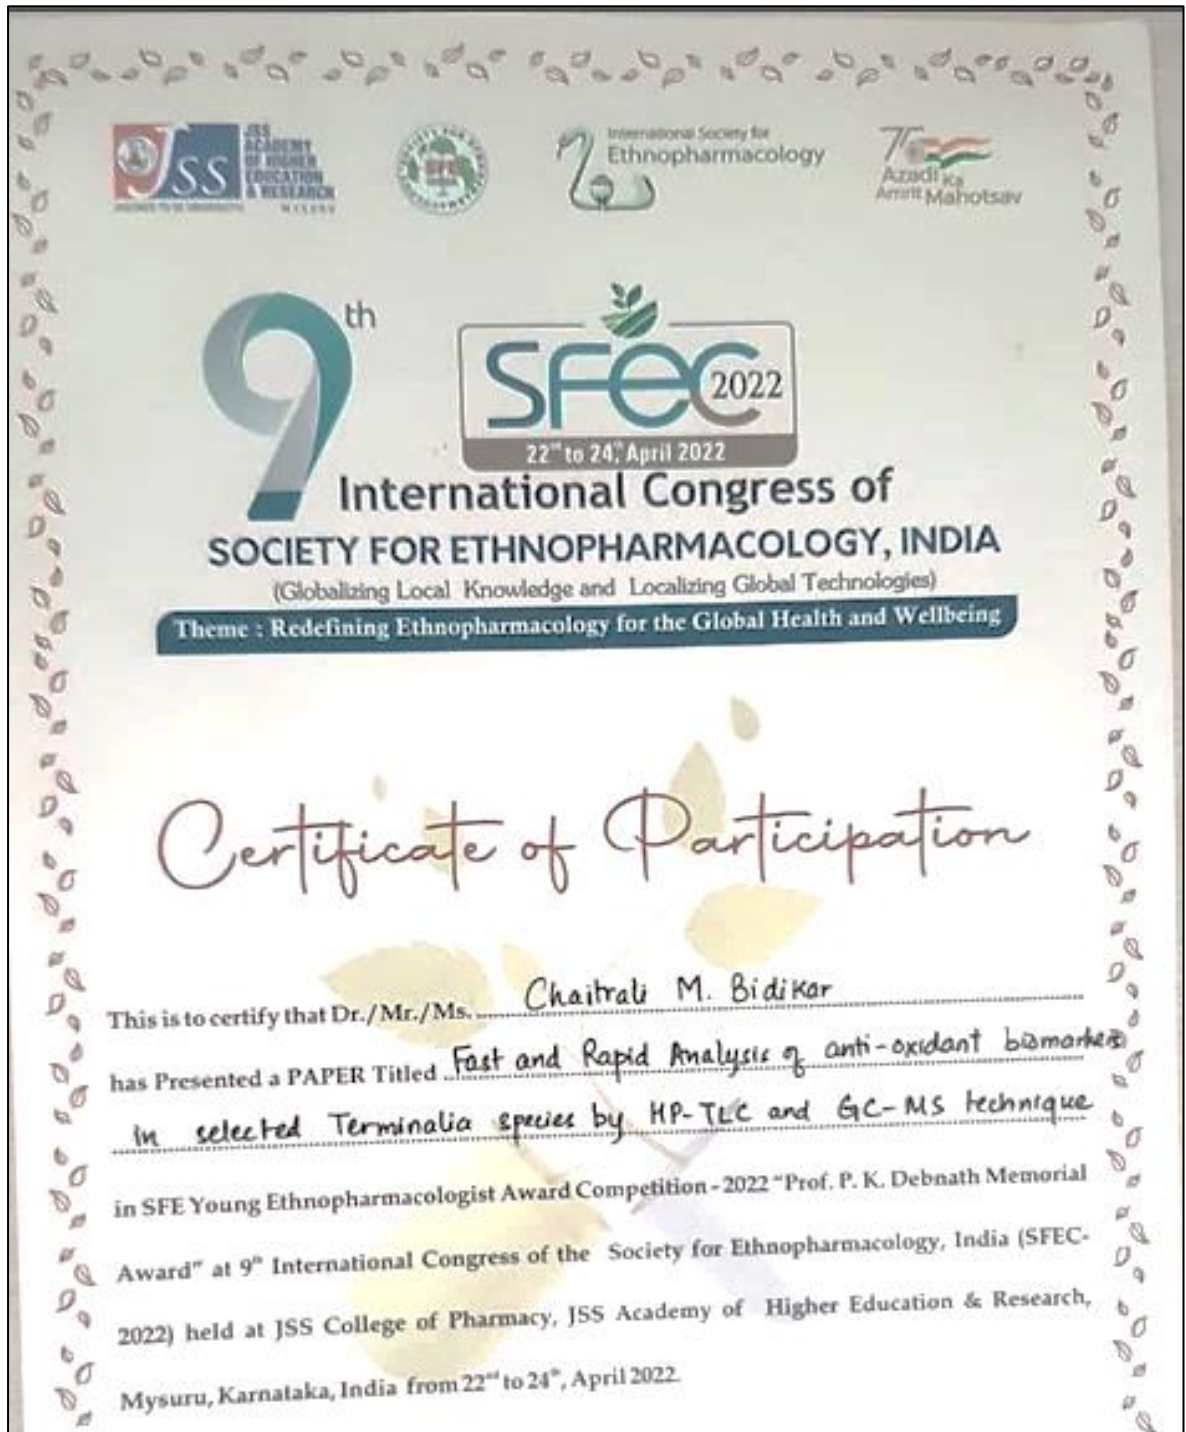 JSS
JSS
ACADEMY
OF HIGHER
EDUCATION
& RESEARCH
MYSURU
SFE
International Society for
Ethnopharmacology
75
Azadi Ka
Amrit Mahotsav
9th
SFEC 2022
22nd to 24th, April 2022
International Congress of
SOCIETY FOR ETHNOPHARMACOLOGY, INDIA
(Globalizing Local Knowledge and Localizing Global Technologies)
Theme : Redefining Ethnopharmacology for the Global Health and Wellbeing
Certificate of Participation
This is to certify that Dr./Mr./Ms. Chaitrali M. Bidikar
has Presented a PAPER Titled Fast and Rapid Analysis of anti-oxidant biomarkers
in selected Terminalia species by HP-TLC and GC-MS technique
in SFE Young Ethnopharmacologist Award Competition - 2022 "Prof. P. K. Debnath Memorial
Award" at 9th International Congress of the Society for Ethnopharmacology, India (SFEC-
2022) held at JSS College of Pharmacy, JSS Academy of Higher Education & Research,
Mysuru, Karnataka, India from 22nd to 24th, April 2022.